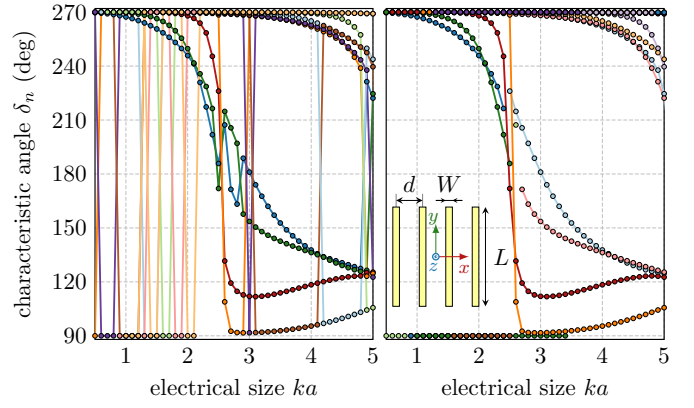 270
240
210
180
150
120
90
characteristic angle δₙ (deg)
1 2 3 4 5
electrical size ka
d W
y
z x
L
1 2 3 4 5
electrical size ka